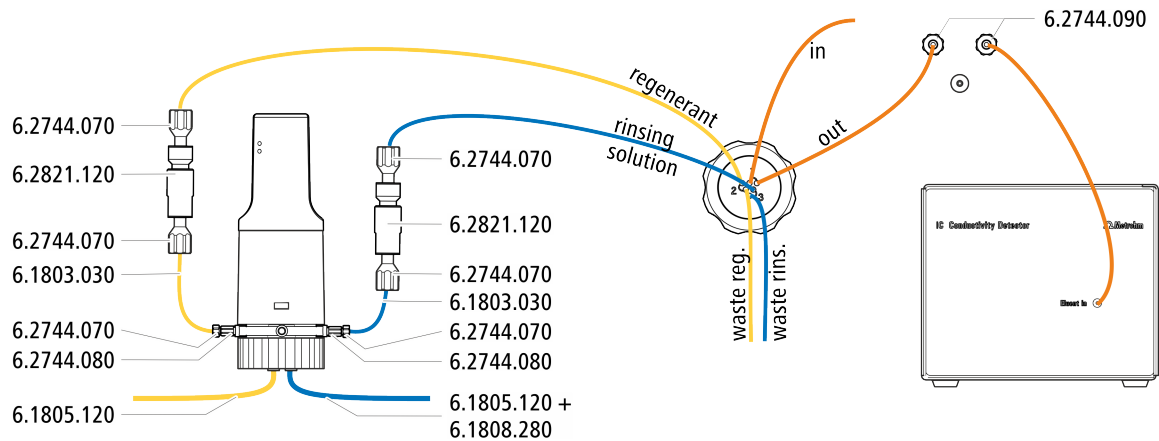 6.2744.090
in
regenerant
6.2744.070
rinsing
solution
out
6.2744.070
6.2821.120
2
3
6.2821.120
IC Conductivity Detector
Metrohm
6.2744.070
6.2744.070
6.1803.030
6.1803.030
waste reg.
waste rins.
Eluent in
6.2744.070
6.2744.070
6.2744.080
6.2744.080
6.1805.120
6.1805.120 +
6.1808.280